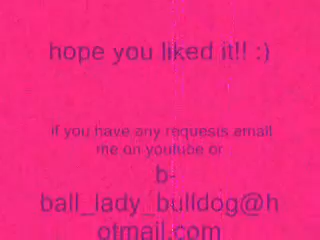 hope you liked it!! :)
if you have any requests email
me on youtube or
b-
ball_lady_bulldog@h
otmail.com